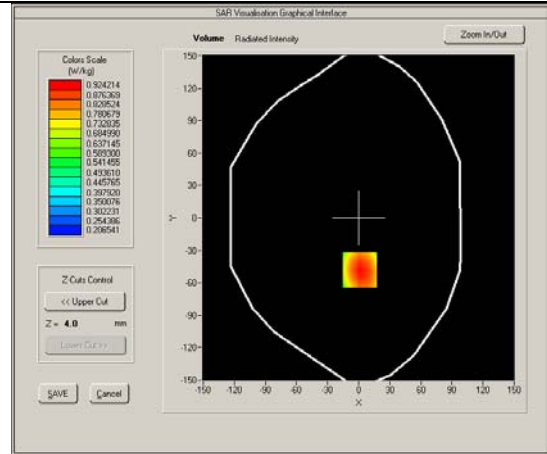 SAR Visualisation Graphical Interface
Volume Radiated Intensity
Zoom In/Out
Colors Scale
(W/kg)
0.924214
0.876369
0.828524
0.780679
0.732835
0.684990
0.637145
0.589300
0.541455
0.493610
0.445765
0.397920
0.350076
0.302231
0.254386
0.206541
Z Cuts Control
<< Upper Cut
Z = 4.0 mm
Lower Cut >>
SAVE Cancel
150
120
90
60
30
0
-30
-60
-90
-120
-150
Y
-150 -120 -90 -60 -30 0 30 60 90 120 150
X